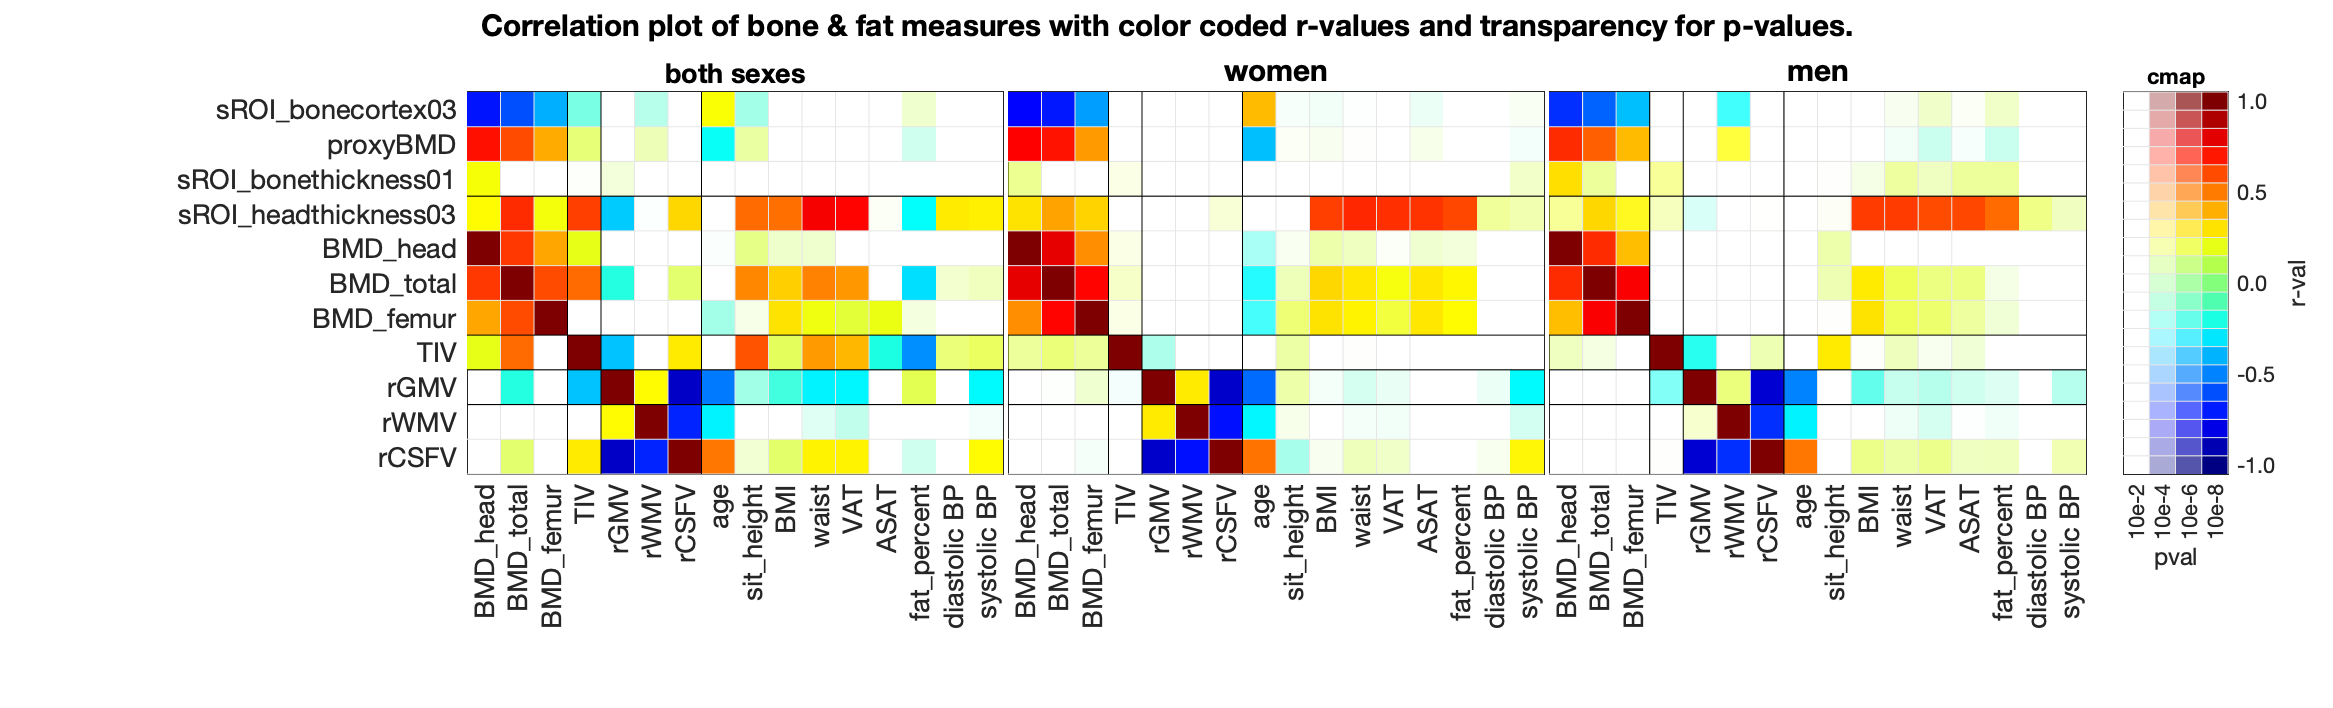 Correlation plot of bone & fat measures with color coded r-values and transparency for p-values.
both sexes
women
men
cmap
sROI_bonecortex03
proxyBMD
sROI_bonethickness01
sROI_headthickness03
BMD_head
BMD_total
BMD_femur
TIV
rGMV
rWMV
rCSFV
BMD_head
BMD_total
BMD_femur
TIV
rGMV
rWMV
rCSFV
age
sit_height
BMI
waist
VAT
ASAT
fat_percent
diastolic BP
systolic BP
BMD_head
BMD_total
BMD_femur
TIV
rGMV
rWMV
rCSFV
age
sit_height
BMI
waist
VAT
ASAT
fat_percent
diastolic BP
systolic BP
BMD_head
BMD_total
BMD_femur
TIV
rGMV
rWMV
rCSFV
age
sit_height
BMI
waist
VAT
ASAT
fat_percent
diastolic BP
systolic BP
1.0
0.5
0.0
-0.5
-1.0
r-val
10e-2
10e-4
10e-6
10e-8
pval